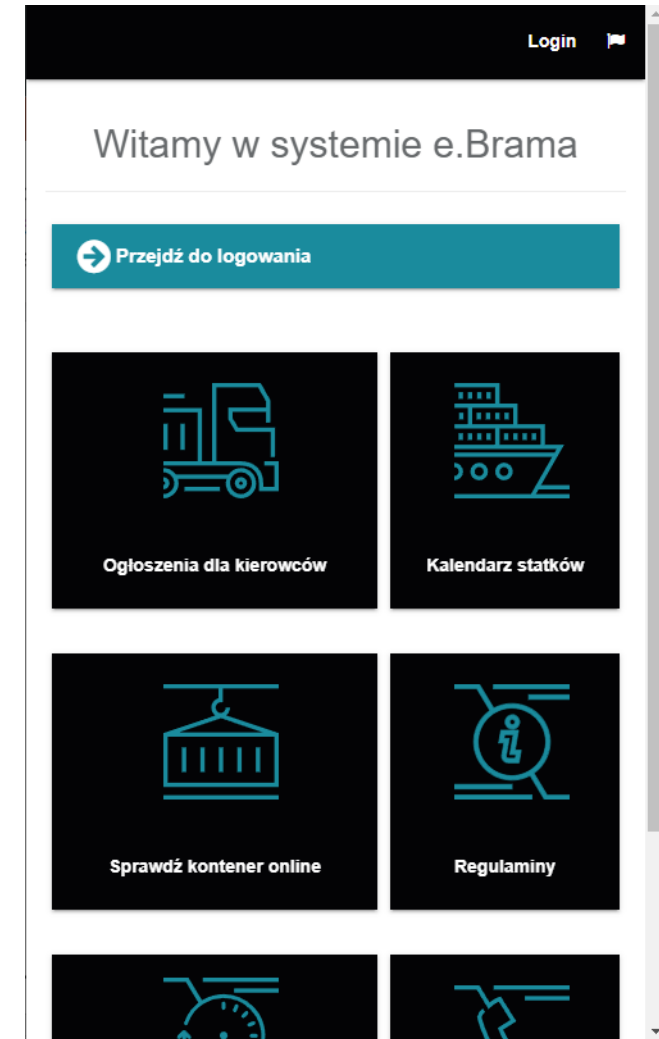 Login
Witamy w systemie e.Brama
Przejdź do logowania
Ogłoszenia dla kierowców
Kalendarz statków
Sprawdź kontener online
Regulaminy